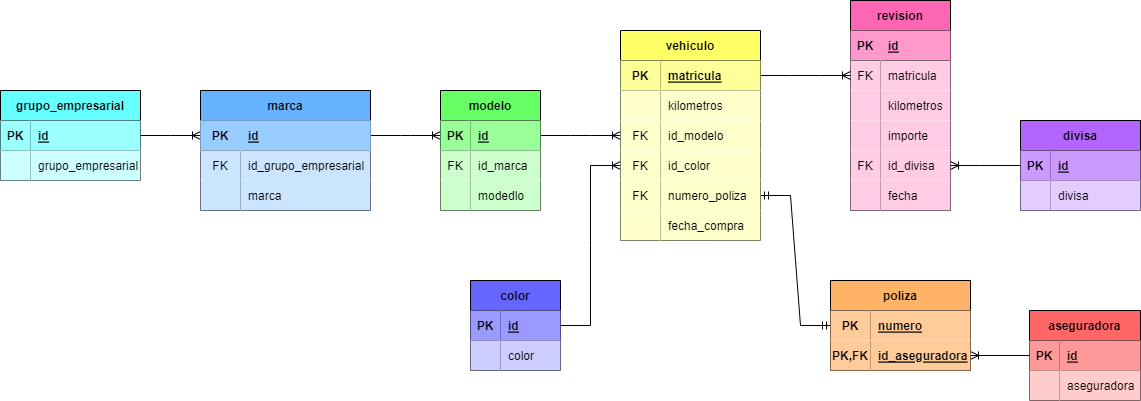 grupo_empresarial
PK id
grupo_empresarial
marca
PK id
FK id_grupo_empresarial
marca
modelo
PK id
FK id_marca
modedlo
vehiculo
PK matricula
kilometros
FK id_modelo
FK id_color
FK numero_poliza
fecha_compra
revision
PK id
FK matricula
kilometros
importe
FK id_divisa
fecha
divisa
PK id
divisa
color
PK id
color
poliza
PK numero
PK,FK id_aseguradora
aseguradora
PK id
aseguradora